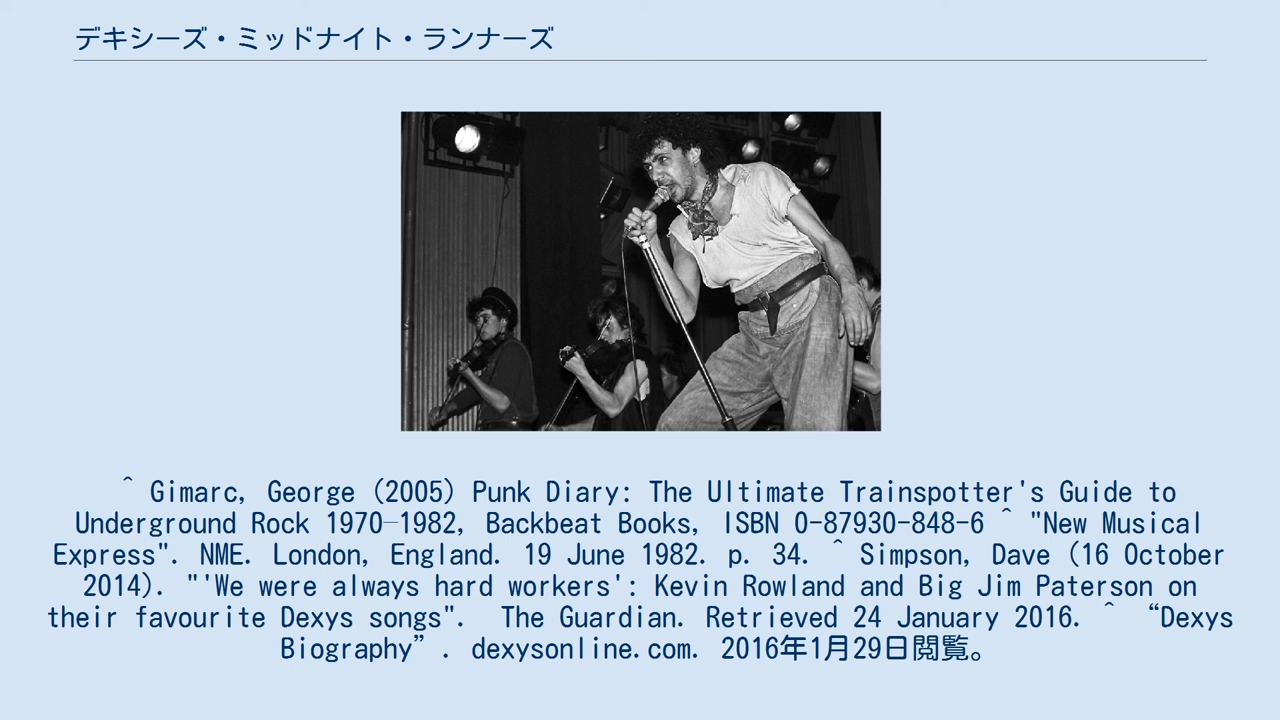 デキシーズ・ミッドナイト・ランナーズ
^ Gimarc, George (2005) Punk Diary: The Ultimate Trainspotter's Guide to
Underground Rock 1970–1982, Backbeat Books, ISBN 0-87930-848-6 ^ "New Musical
Express". NME. London, England. 19 June 1982. p. 34. ^ Simpson, Dave (16 October
2014). "'We were always hard workers': Kevin Rowland and Big Jim Paterson on
their favourite Dexys songs". The Guardian. Retrieved 24 January 2016. ^ “Dexys
Biography”. dexysonline.com. 2016年1月29日閲覧。